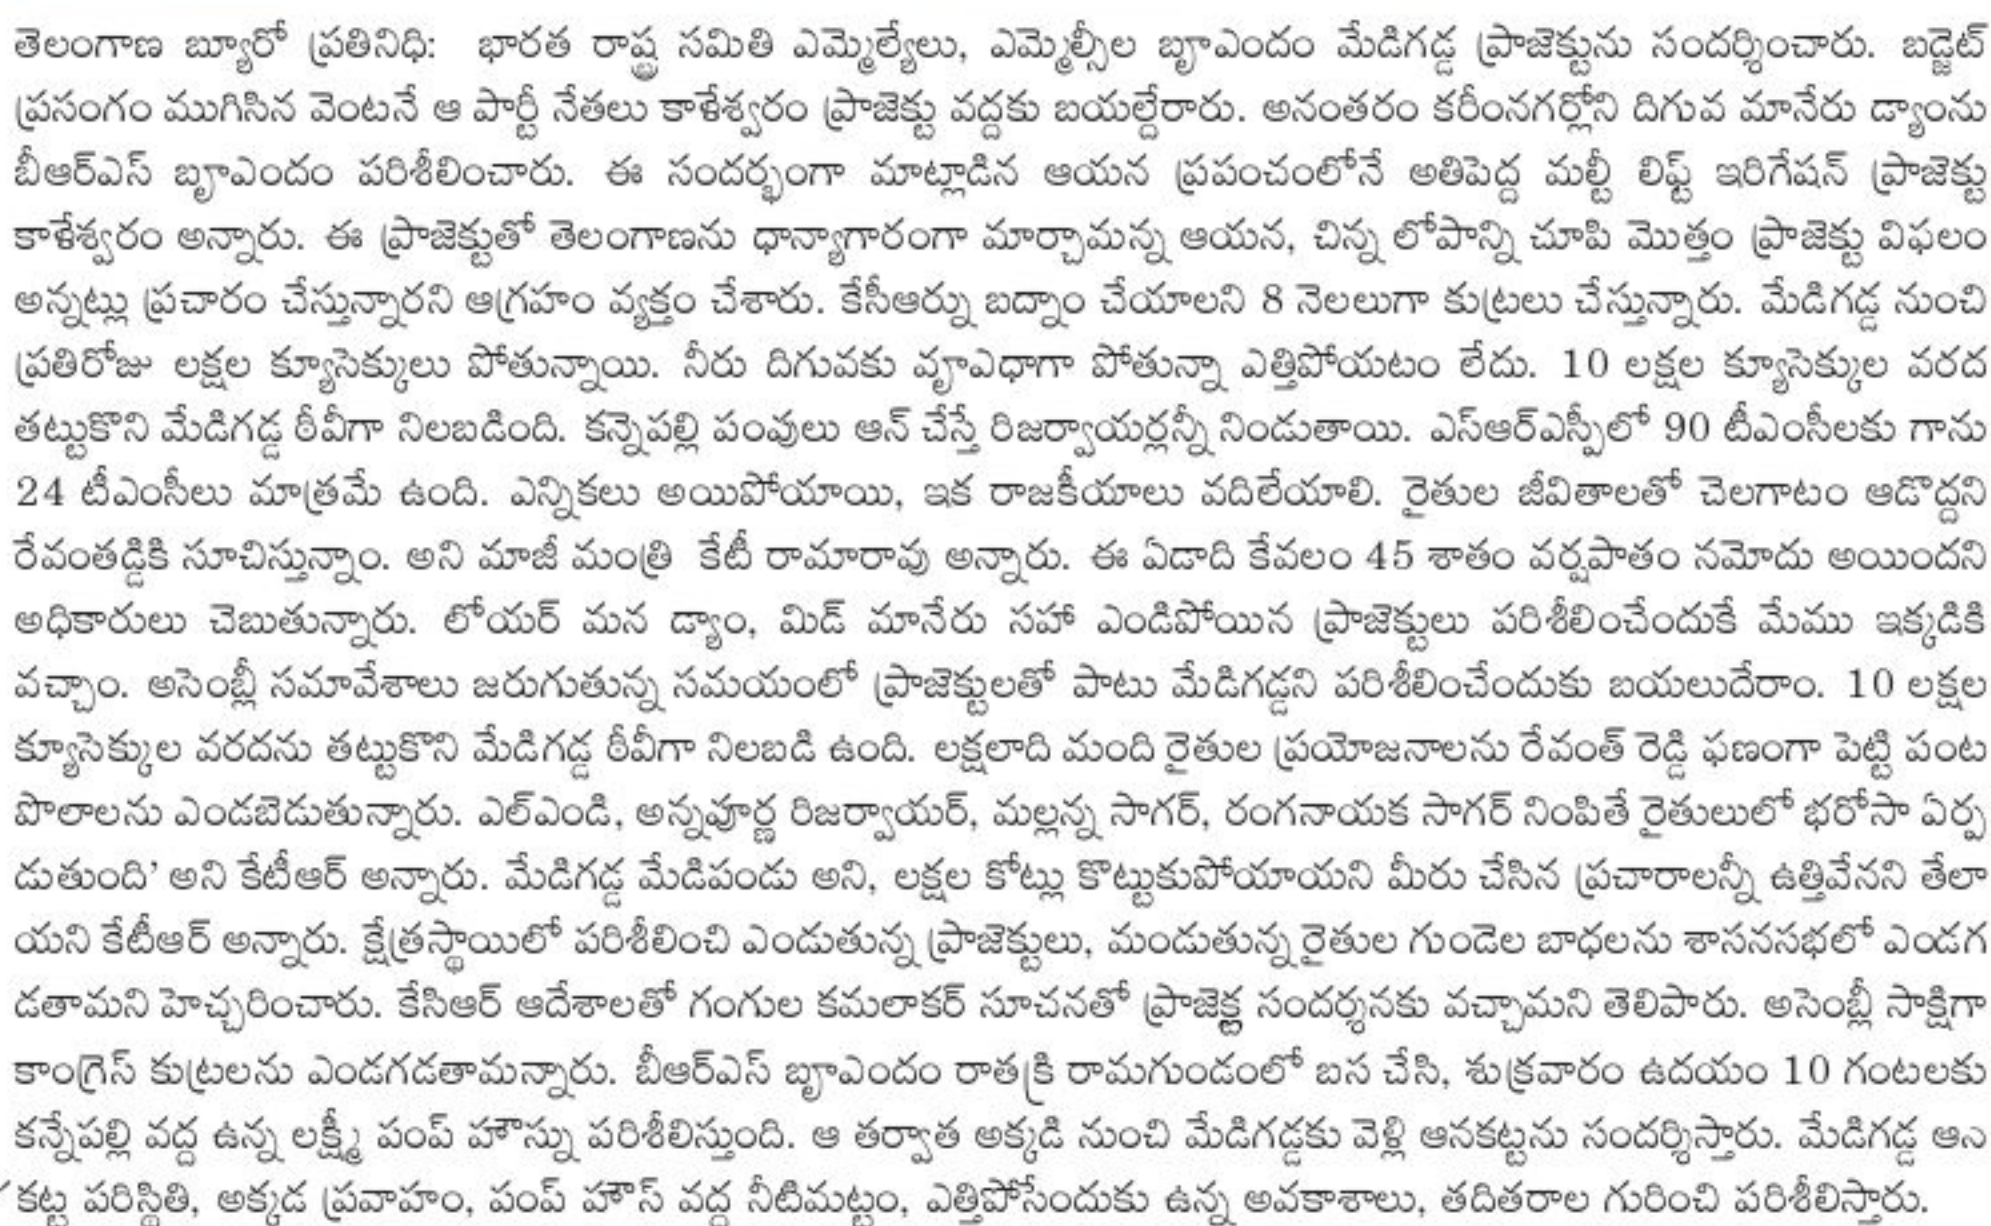 తెలంగాణ బ్యూరో ప్రతినిధి: భారత రాష్ట్ర సమితి ఎమ్మెల్యేలు, ఎమ్మెల్సీల బృాఎందం మేడిగడ్డ ప్రాజెక్టును సందర్శించారు. బడ్జెట్
ప్రసంగం ముగిసిన వెంటనే ఆ పార్టీ నేతలు కాళేశ్వరం ప్రాజెక్టు వద్దకు బయల్దేరారు. అనంతరం కరీంనగర్లోని దిగువ మానేరు డ్యాంను
బీఆర్ఎస్ బృాఎందం పరిశీలించారు. ఈ సందర్భంగా మాట్లాడిన ఆయన ప్రపంచంలోనే అతిపెద్ద మల్టీ లిఫ్ట్ ఇరిగేషన్ ప్రాజెక్టు
కాళేశ్వరం అన్నారు. ఈ ప్రాజెక్టుతో తెలంగాణను ధాన్యాగారంగా మార్చామన్న ఆయన, చిన్న లోపాన్ని చూపి మొత్తం ప్రాజెక్టు విఫలం
అన్నట్లు ప్రచారం చేస్తున్నారని ఆగ్రహం వ్యక్తం చేశారు. కేసీఆర్ను బద్నాం చేయాలని 8 నెలలుగా కుట్రలు చేస్తున్నారు. మేడిగడ్డ నుంచి
ప్రతిరోజు లక్షల క్యూసెక్కులు పోతున్నాయి. నీరు దిగువకు వృాఎధాగా పోతున్నా ఎత్తిపోయటం లేదు. 10 లక్షల క్యూసెక్కుల వరద
తట్టుకొని మేడిగడ్డ ఠీవీగా నిలబడింది. కన్నెపల్లి పంవులు ఆన్ చేస్తే రిజర్వాయర్లన్నీ నిండుతాయి. ఎస్ఆర్ఎస్పీలో 90 టీఎంసీలకు గాను
24 టీఎంసీలు మాత్రమే ఉంది. ఎన్నికలు అయిపోయాయి, ఇక రాజకీయాలు వదిలేయాలి. రైతుల జీవితాలతో చెలగాటం ఆడొద్దని
రేవంతడ్డికి సూచిస్తున్నాం. అని మాజీ మంత్రి కేటీ రామారావు అన్నారు. ఈ ఏడాది కేవలం 45 శాతం వర్షపాతం నమోదు అయిందని
అధికారులు చెబుతున్నారు. లోయర్ మన డ్యాం, మిడ్ మానేరు సహా ఎండిపోయిన ప్రాజెక్టులు పరిశీలించేందుకే మేము ఇక్కడికి
వచ్చాం. అసెంబ్లీ సమావేశాలు జరుగుతున్న సమయంలో ప్రాజెక్టులతో పాటు మేడిగడ్డని పరిశీలించేందుకు బయలుదేరాం. 10 లక్షల
క్యూసెక్కుల వరదను తట్టుకొని మేడిగడ్డ ఠీవీగా నిలబడి ఉంది. లక్షలాది మంది రైతుల ప్రయోజనాలను రేవంత్ రెడ్డి ఫణంగా పెట్టి పంట
పొలాలను ఎండబెడుతున్నారు. ఎల్ఎండి, అన్నవూర్ణ రిజర్వాయర్, మల్లన్న సాగర్, రంగనాయక సాగర్ నింపితే రైతులులో భరోసా ఏర్ప
డుతుంది’ అని కేటీఆర్ అన్నారు. మేడిగడ్డ మేడిపండు అని, లక్షల కోట్లు కొట్టుకుపోయాయని మీరు చేసిన ప్రచారాలన్నీ ఉత్తివేనని తేలా
యని కేటీఆర్ అన్నారు. క్షేత్రస్థాయిలో పరిశీలించి ఎండుతున్న ప్రాజెక్టులు, మండుతున్న రైతుల గుండెల బాధలను శాసనసభలో ఎండగ
డతామని హెచ్చరించారు. కేసిఆర్ ఆదేశాలతో గంగుల కమలాకర్ సూచనతో ప్రాజెక్ట్ల సందర్శనకు వచ్చామని తెలిపారు. అసెంబ్లీ సాక్షిగా
కాంగ్రెస్ కుట్రలను ఎండగడతామన్నారు. బీఆర్ఎస్ బృాఎందం రాత్రకి రామగుండంలో బస చేసి, శుక్రవారం ఉదయం 10 గంటలకు
కన్నేపల్లి వద్ద ఉన్న లక్ష్మీ పంప్ హౌస్ను పరిశీలిస్తుంది. ఆ తర్వాత అక్కడి నుంచి మేడిగడ్డకు వెళ్లి ఆనకట్టను సందర్శిస్తారు. మేడిగడ్డ ఆన
కట్ట పరిస్థితి, అక్కడ ప్రవాహం, పంప్ హౌస్ వద్ద నీటిమట్టం, ఎత్తిపోసేందుకు ఉన్న అవకాశాలు, తదితరాల గురించి పరిశీలిస్తారు.